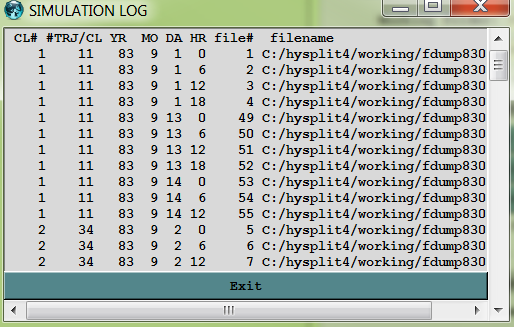 SIMULATION LOG
CL# #TRJ/CL YR MO DA HR file# filename
1 11 83 9 1 0 1 C:/hysplit4/working/fdump830
1 11 83 9 1 6 2 C:/hysplit4/working/fdump830
1 11 83 9 1 12 3 C:/hysplit4/working/fdump830
1 11 83 9 1 18 4 C:/hysplit4/working/fdump830
1 11 83 9 13 0 49 C:/hysplit4/working/fdump830
1 11 83 9 13 6 50 C:/hysplit4/working/fdump830
1 11 83 9 13 12 51 C:/hysplit4/working/fdump830
1 11 83 9 13 18 52 C:/hysplit4/working/fdump830
1 11 83 9 14 0 53 C:/hysplit4/working/fdump830
1 11 83 9 14 6 54 C:/hysplit4/working/fdump830
1 11 83 9 14 12 55 C:/hysplit4/working/fdump830
2 34 83 9 2 0 5 C:/hysplit4/working/fdump830
2 34 83 9 2 6 6 C:/hysplit4/working/fdump830
2 34 83 9 2 12 7 C:/hysplit4/working/fdump830
Exit